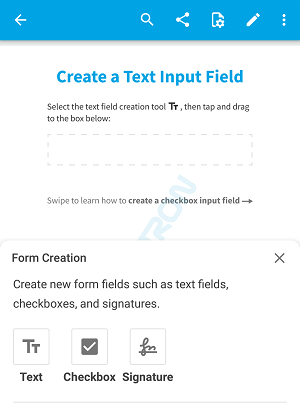 Create a Text Input Field
Select the text field creation tool Tт , then tap and drag
to the box below:
Swipe to learn how to create a checkbox input field
Form Creation
Create new form fields such as text fields,
checkboxes, and signatures.
Tт
Text Checkbox Signature